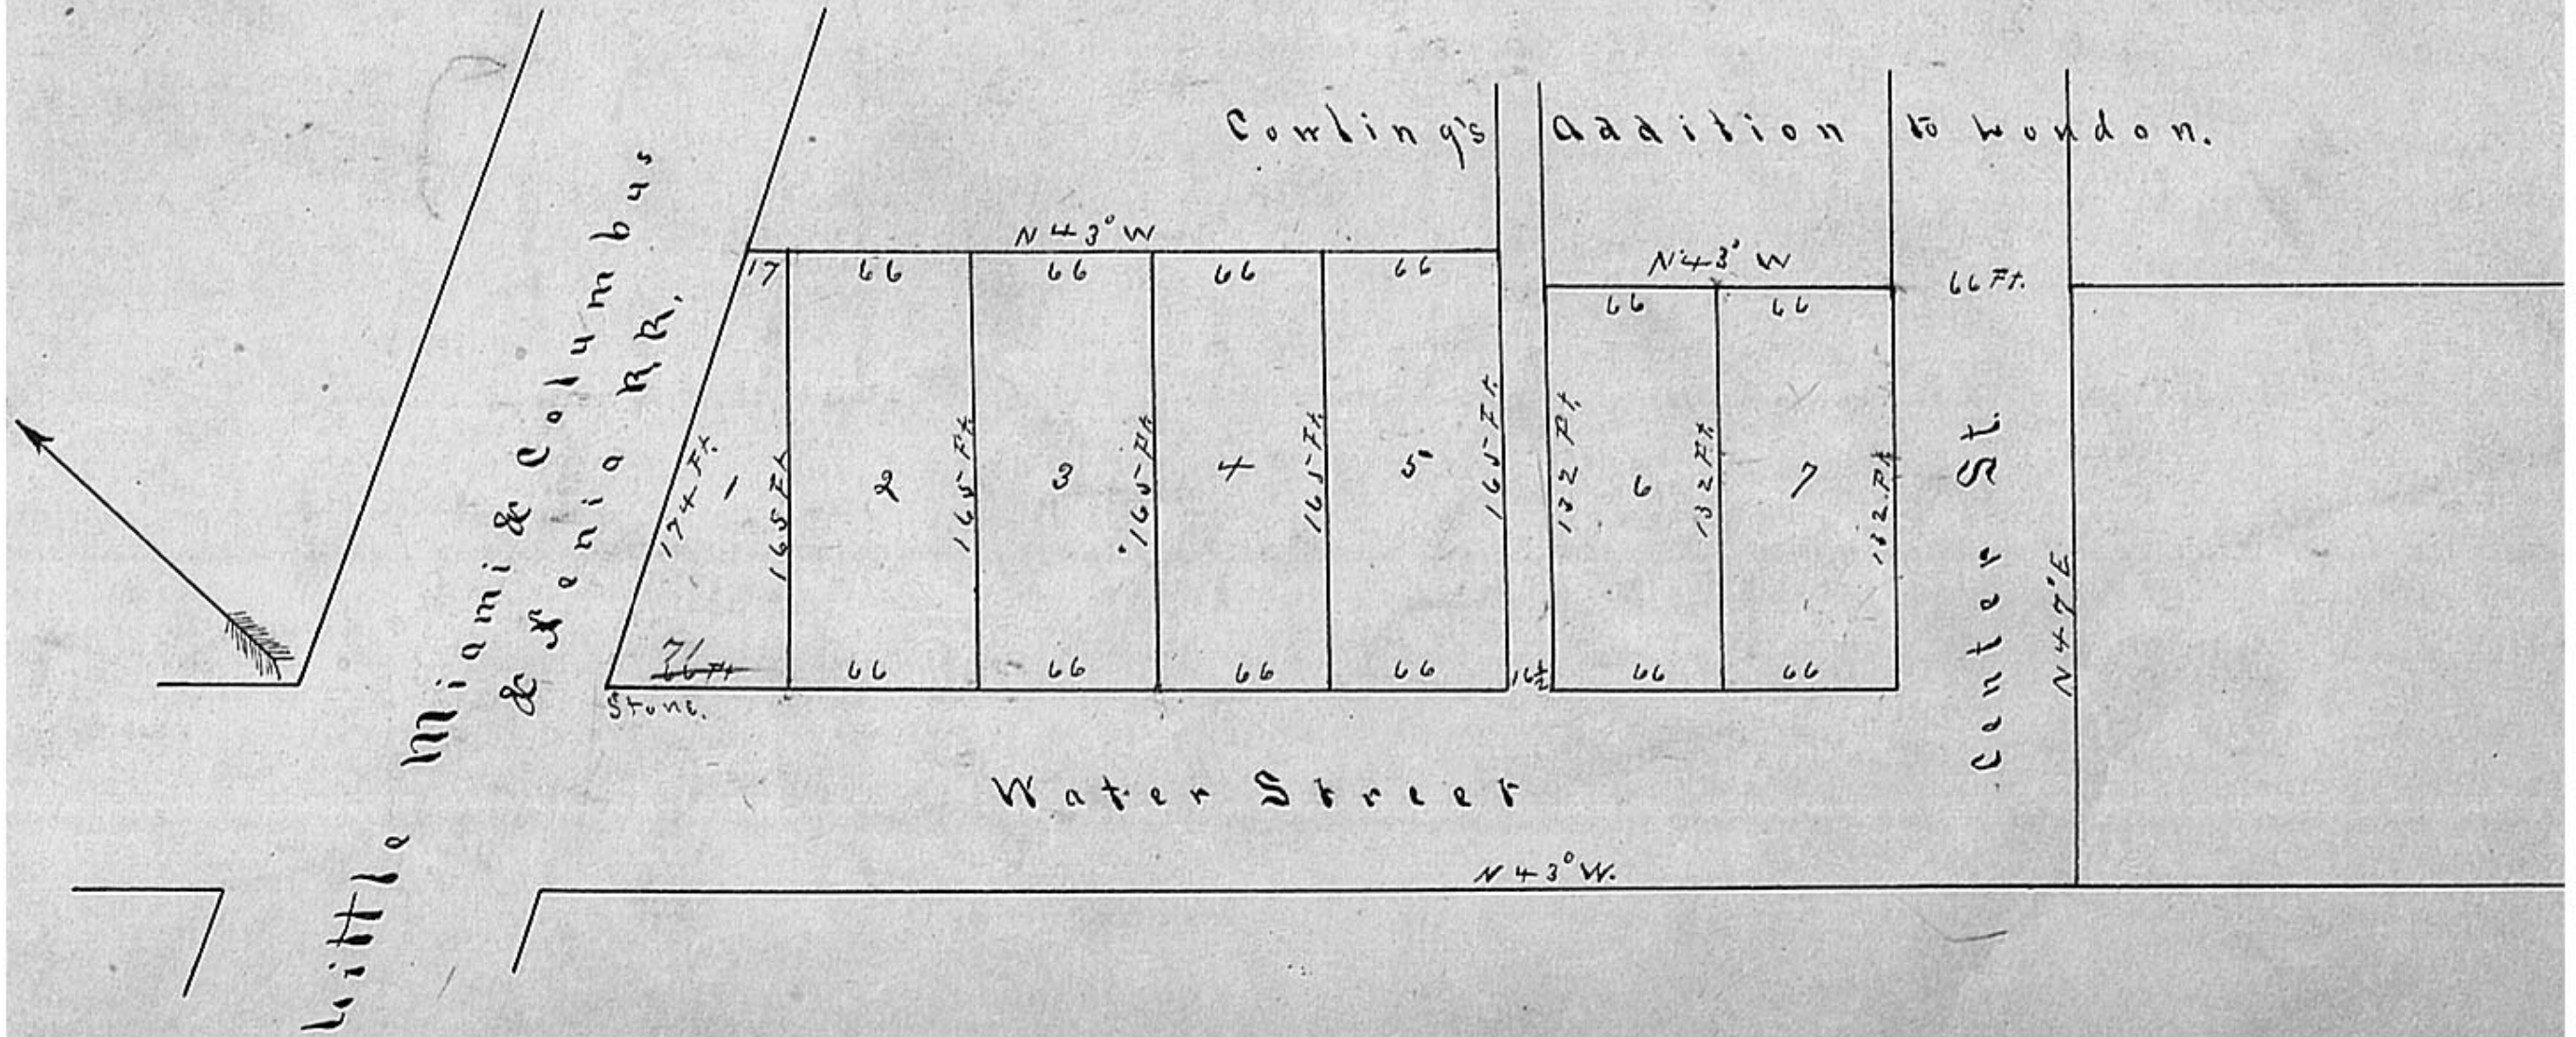 Cowling's Addition to London.
N 43° W
N 43° W
17 66 66 66 66
66 66
66 Ft.
174 Ft.
1
165 Ft.
2
165 Ft.
3
165 Ft.
4
165 Ft.
5
165 Ft.
132 Ft.
6
132 Ft.
7
132 Ft.
Center St.
N 47° E
71
66 Ft
66 66 66 66 16½ 66 66
Stone.
Little Miami & Columbus
& Xenia RR.
Water Street
N 43° W.